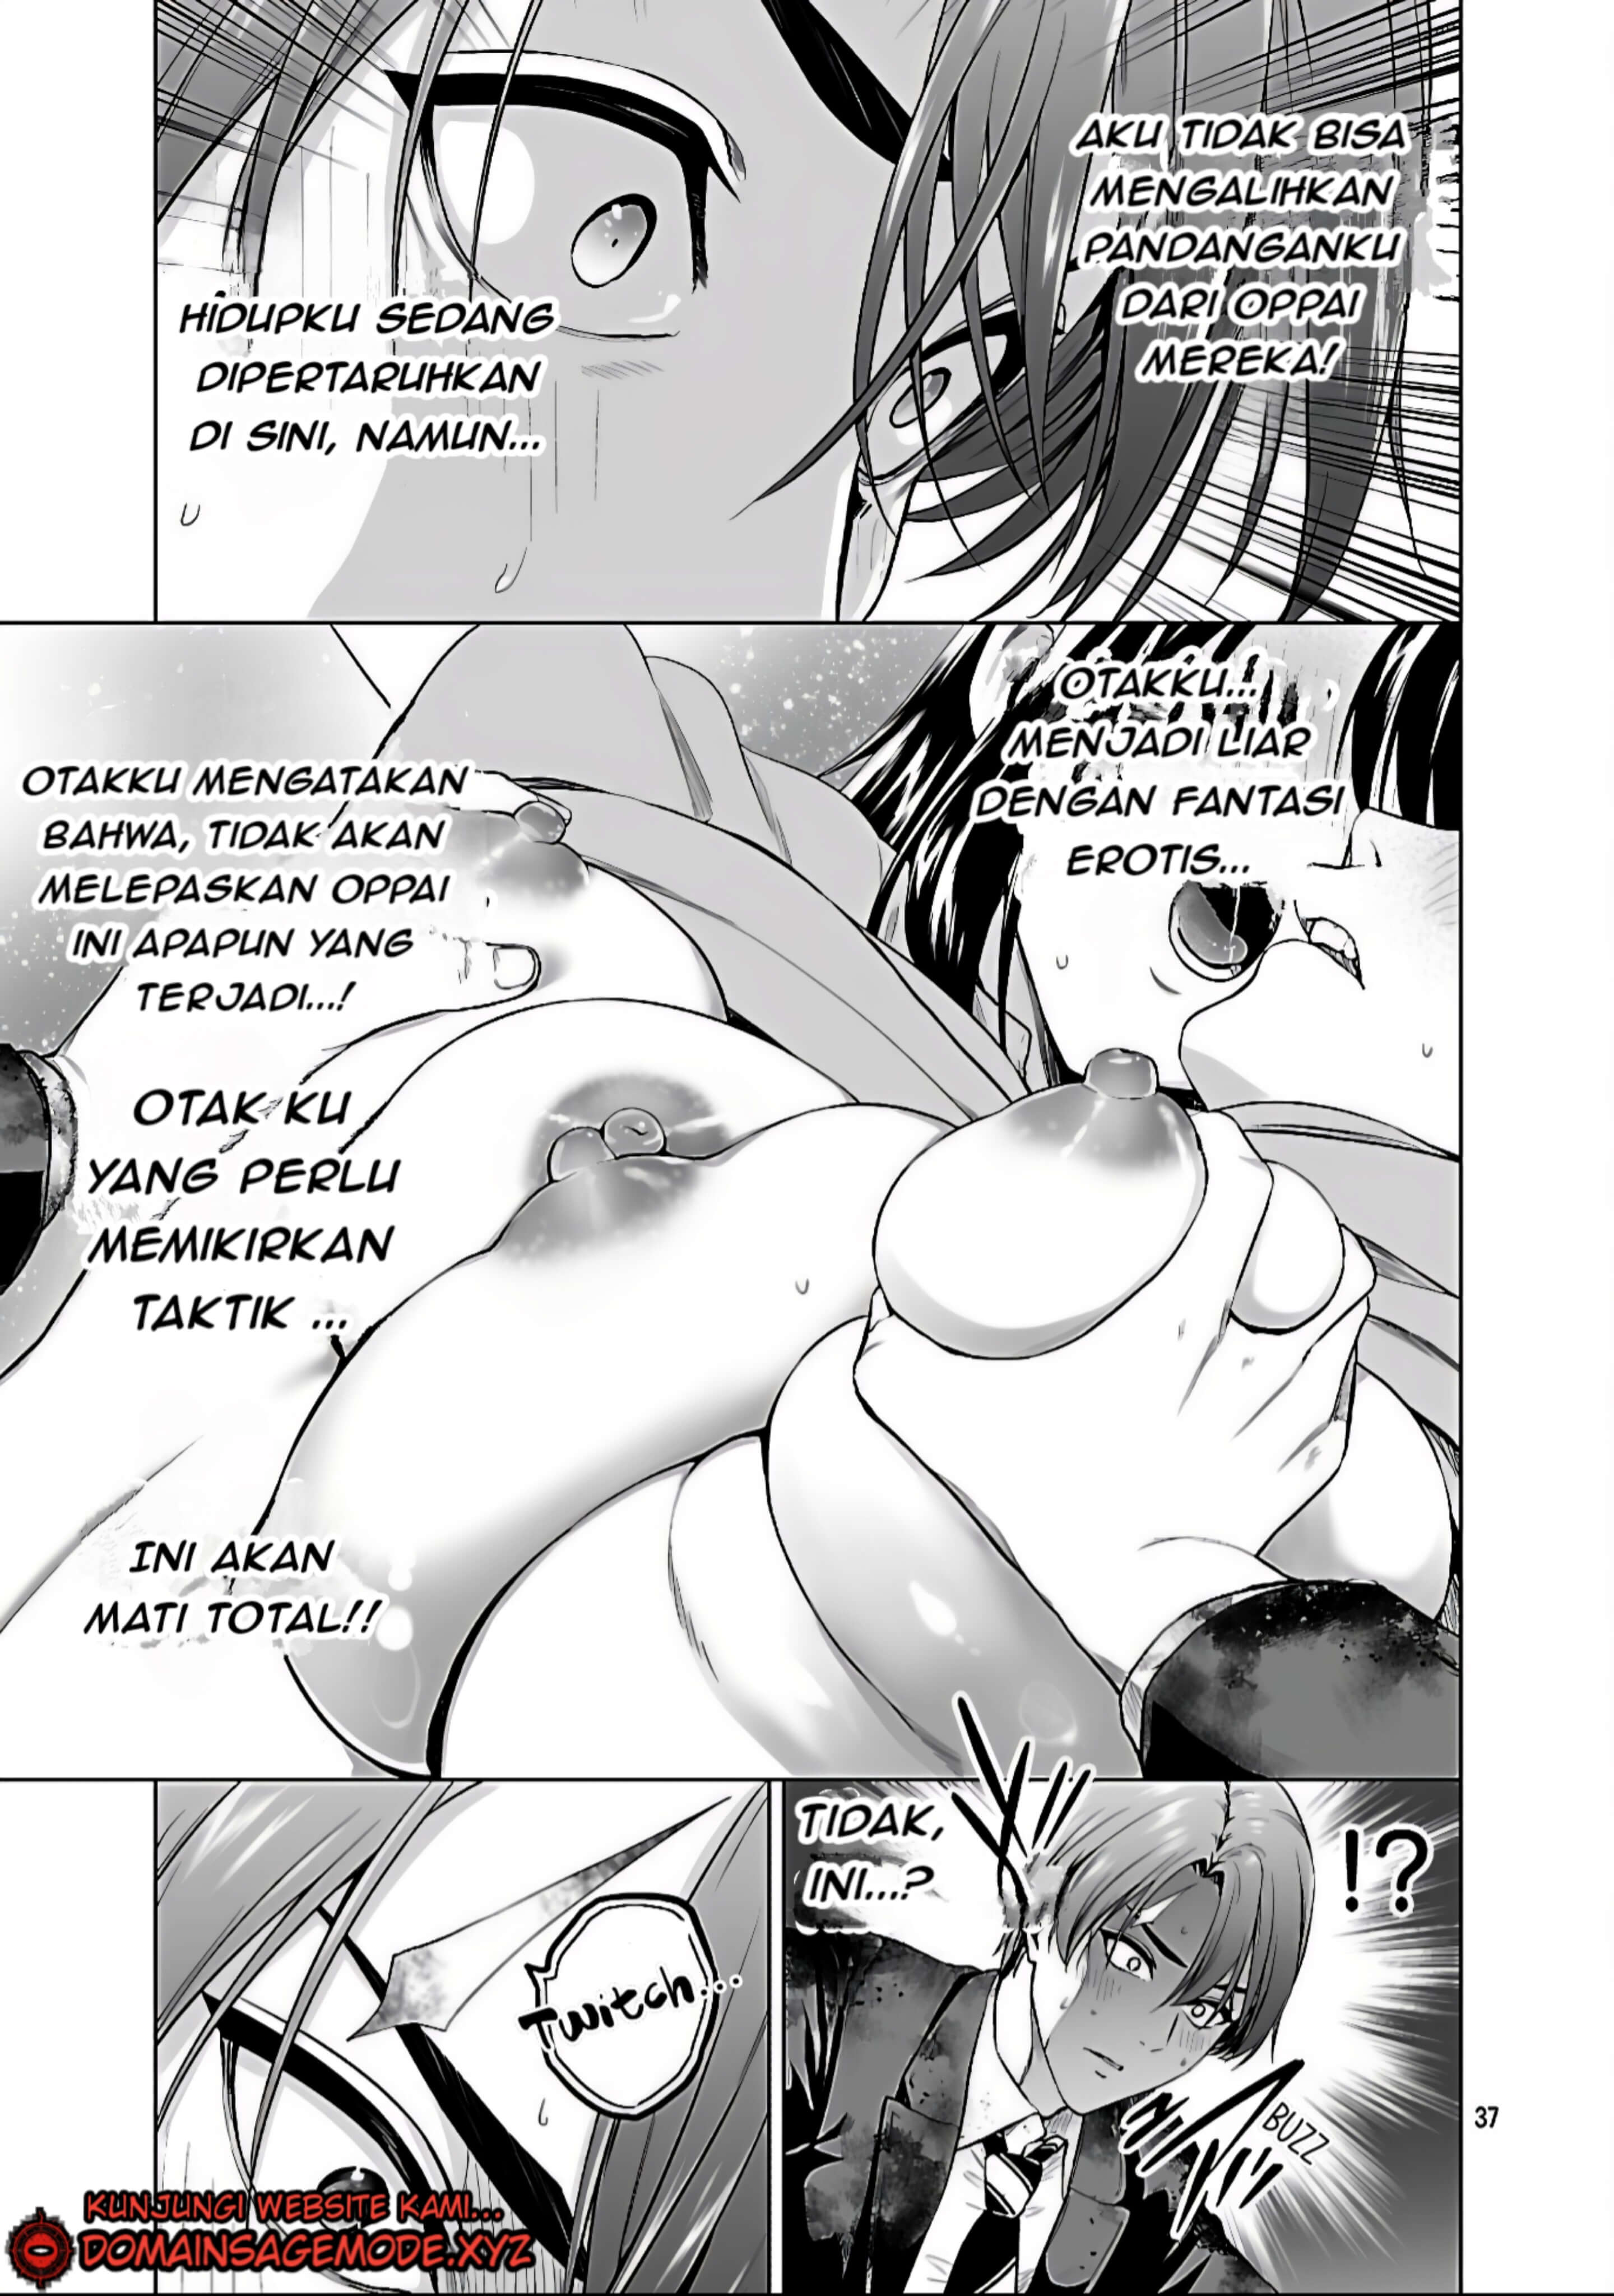 AKU TIDAK BISA
MENGALIHKAN
PANDANGANKU
DARI OPPAI
MEREKA!
HIDUPKU SEDANG
DIPERTARUHKAN
DI SINI, NAMUN...
OTAKKU...
MENJADI LIAR
DENGAN FANTASI
EROTIS...
OTAKKU MENGATAKAN
BAHWA, TIDAK AKAN
MELEPASKAN OPPAI
INI APAPUN YANG
TERJADI...!
OTAK KU
YANG PERLU
MEMIKIRKAN
TAKTIK ...
INI AKAN
MATI TOTAL!!
TIDAK,
INI...?
!?
BUZZ
Twitch...
37
KUNJUNGI WEBSITE KAMI...
DOMAINSAGEMODE.XYZ